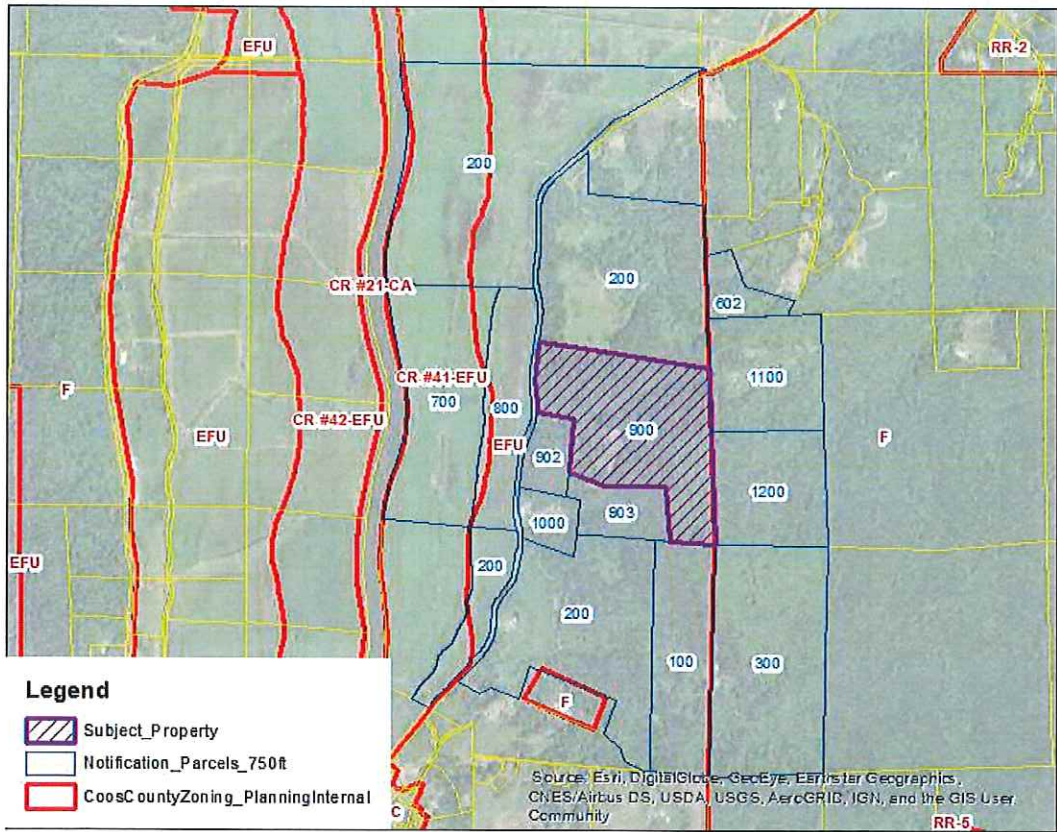 EFU
RR-2
200
200
CR #21-CA
602
F
CR #41-EFU
700
1100
800
CR #42-EFU
900
EFU
EFU
902
F
903
1200
1000
EFU
200
200
100
300
F
Legend
Subject_Property
Notification_Parcels_750ft
CoosCountyZoning_PlanningInternal
Source: Esri, DigitalGlobe, GeoEye, Earthstar Geographics,
CNES/Airbus DS, USDA, USGS, AeroGRID, IGN, and the GIS User
Community
C
RR-5